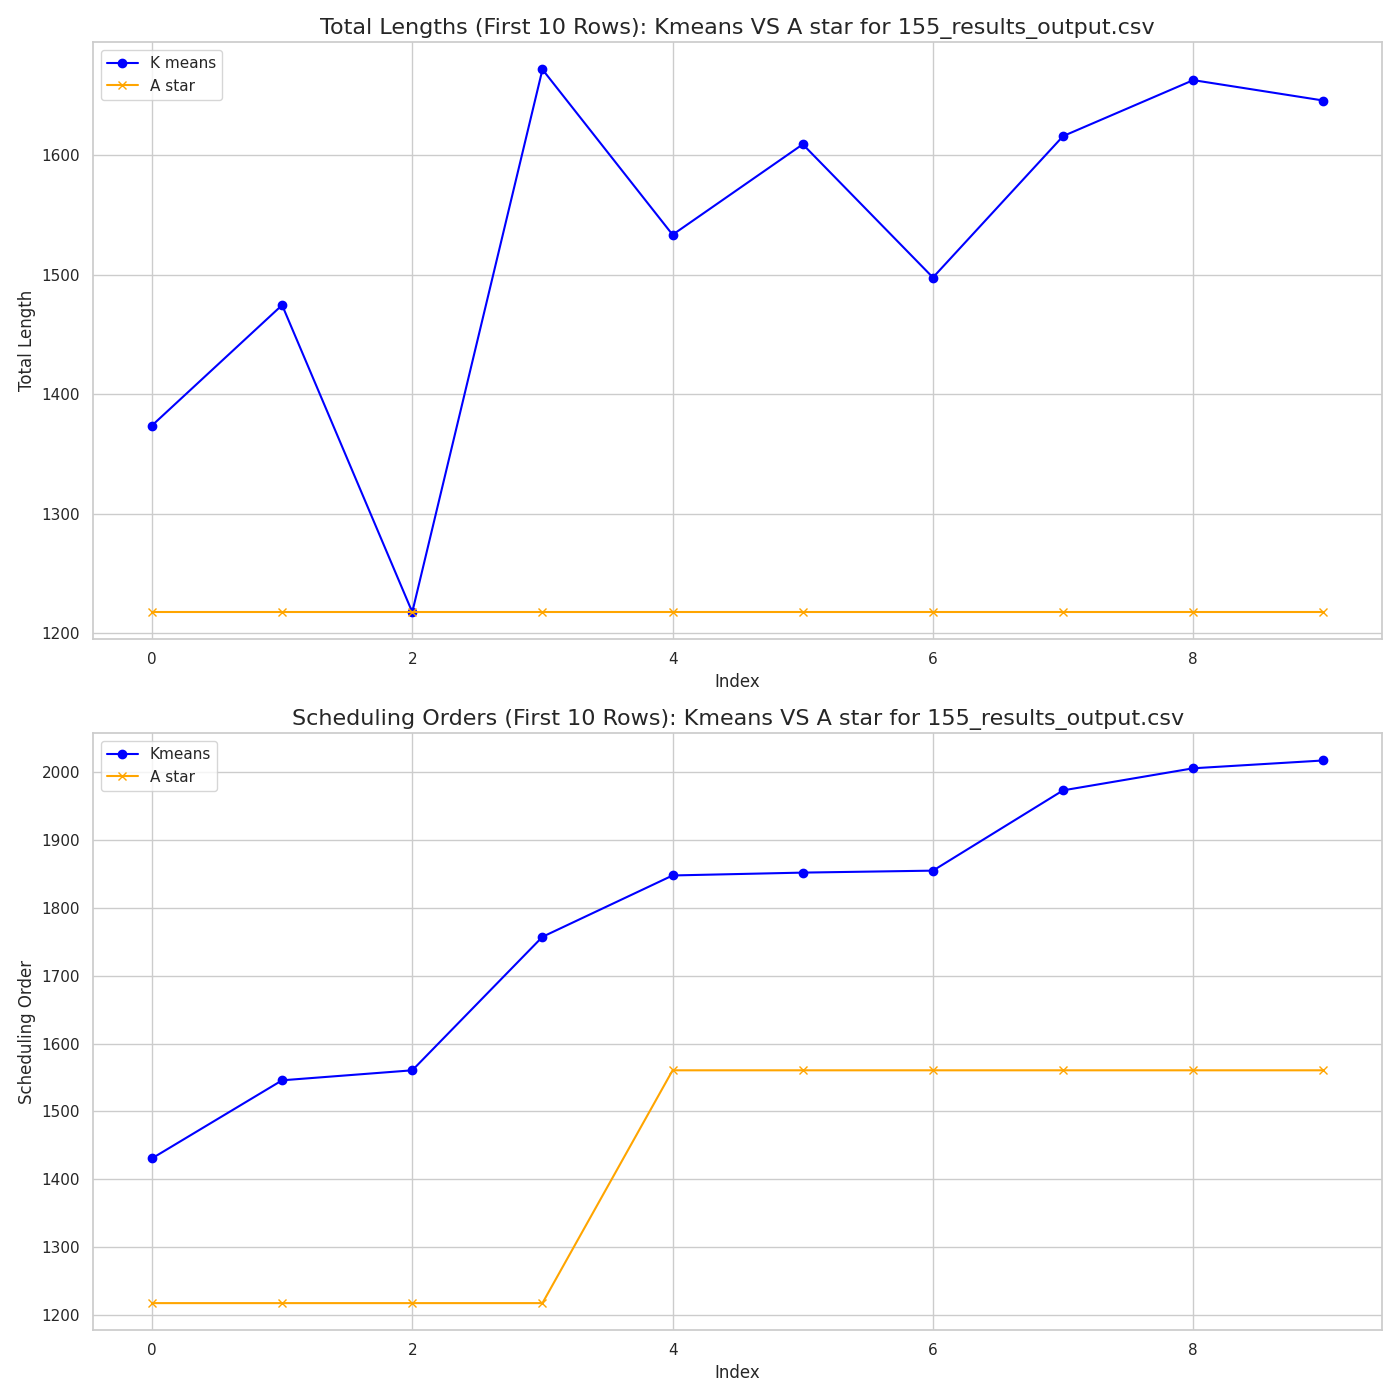 Total Lengths (First 10 Rows): Kmeans VS A star for 155_results_output.csv
K means
A star
Total Length
1600
1500
1400
1300
1200
0 2 4 6 8
Index
Scheduling Orders (First 10 Rows): Kmeans VS A star for 155_results_output.csv
Kmeans
A star
Scheduling Order
2000
1900
1800
1700
1600
1500
1400
1300
1200
0 2 4 6 8
Index